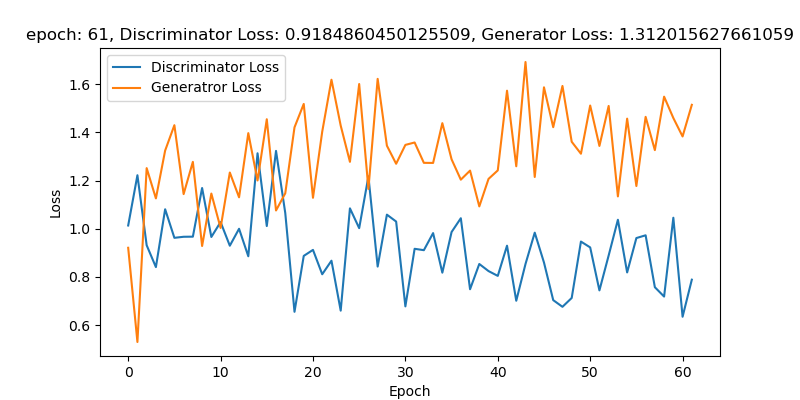 epoch: 61, Discriminator Loss: 0.9184860450125509, Generator Loss: 1.312015627661059
Discriminator Loss
Generatror Loss
1.6
1.4
1.2
1.0
0.8
0.6
Loss
0 10 20 30 40 50 60
Epoch